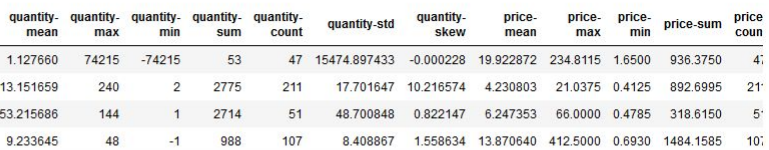 quantity-mean quantity-max quantity-min quantity-sum quantity-count quantity-std quantity-skew price-mean price-max price-min price-sum price-coun
1.127660 74215 -74215 53 47 15474.897433 -0.000228 19.922872 234.8115 1.6500 936.3750 47
13.151659 240 2 2775 211 17.701647 10.216574 4.230803 21.0375 0.4125 892.6995 211
53.215686 144 1 2714 51 48.700848 0.822147 6.247353 66.0000 0.4785 318.6150 51
9.233645 48 -1 988 107 8.408867 1.558634 13.870640 412.5000 0.6930 1484.1585 107